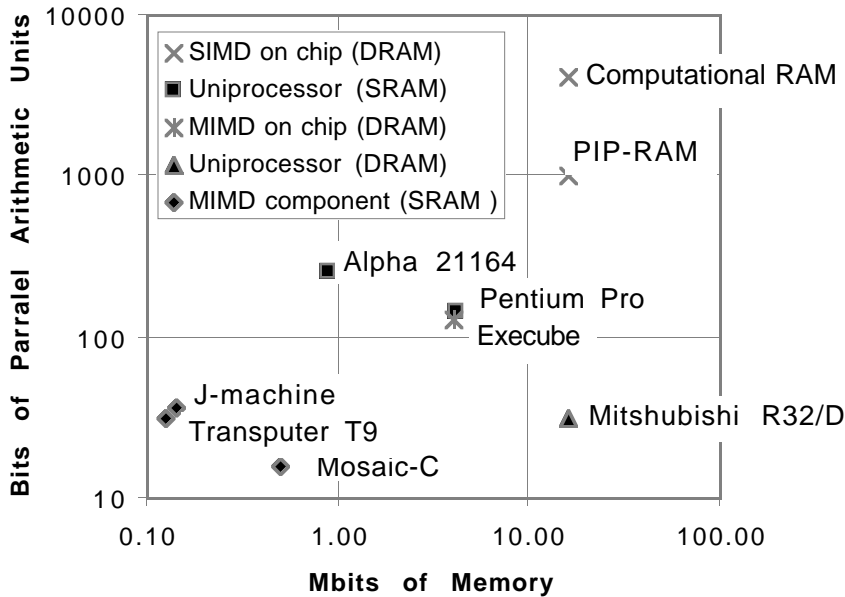 10000
1000
100
10
Bits of Parralel Arithmetic Units
SIMD on chip (DRAM)
Uniprocessor (SRAM)
MIMD on chip (DRAM)
Uniprocessor (DRAM)
MIMD component (SRAM )
Computational RAM
PIP-RAM
Alpha 21164
Pentium Pro
Execube
J-machine
Transputer T9
Mosaic-C
Mitshubishi R32/D
0.10 1.00 10.00 100.00
Mbits of Memory